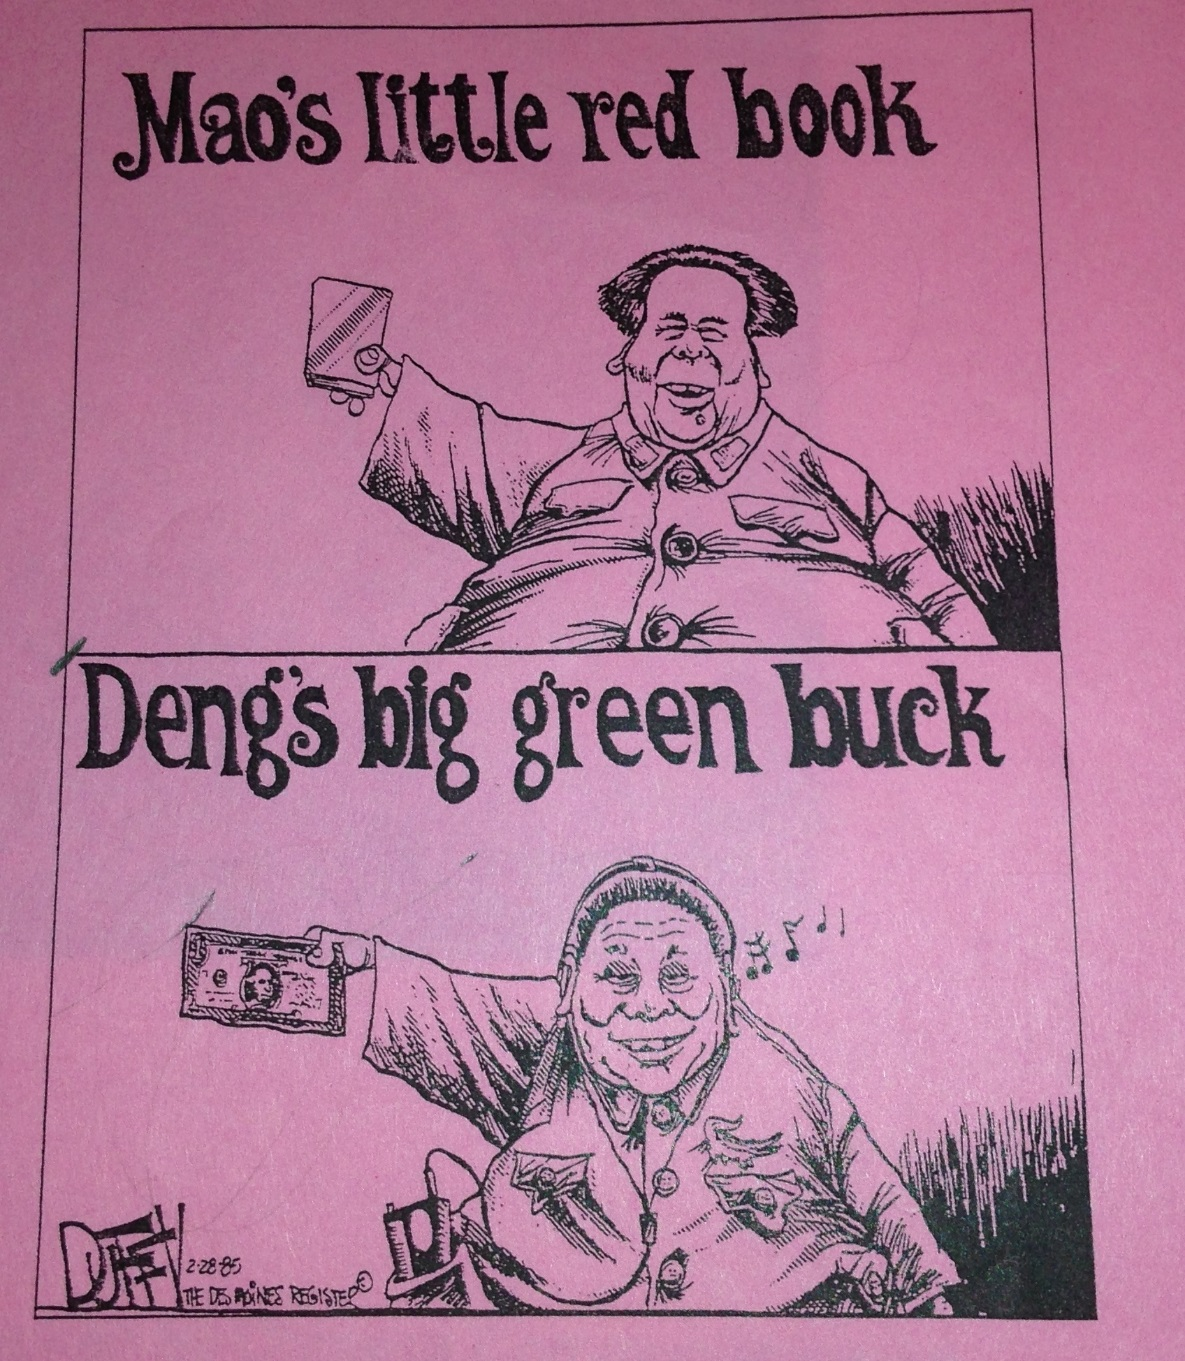 Mao's little red book
Deng's big green buck
DUFFY
2-28-85
THE DES MOINES REGISTER©